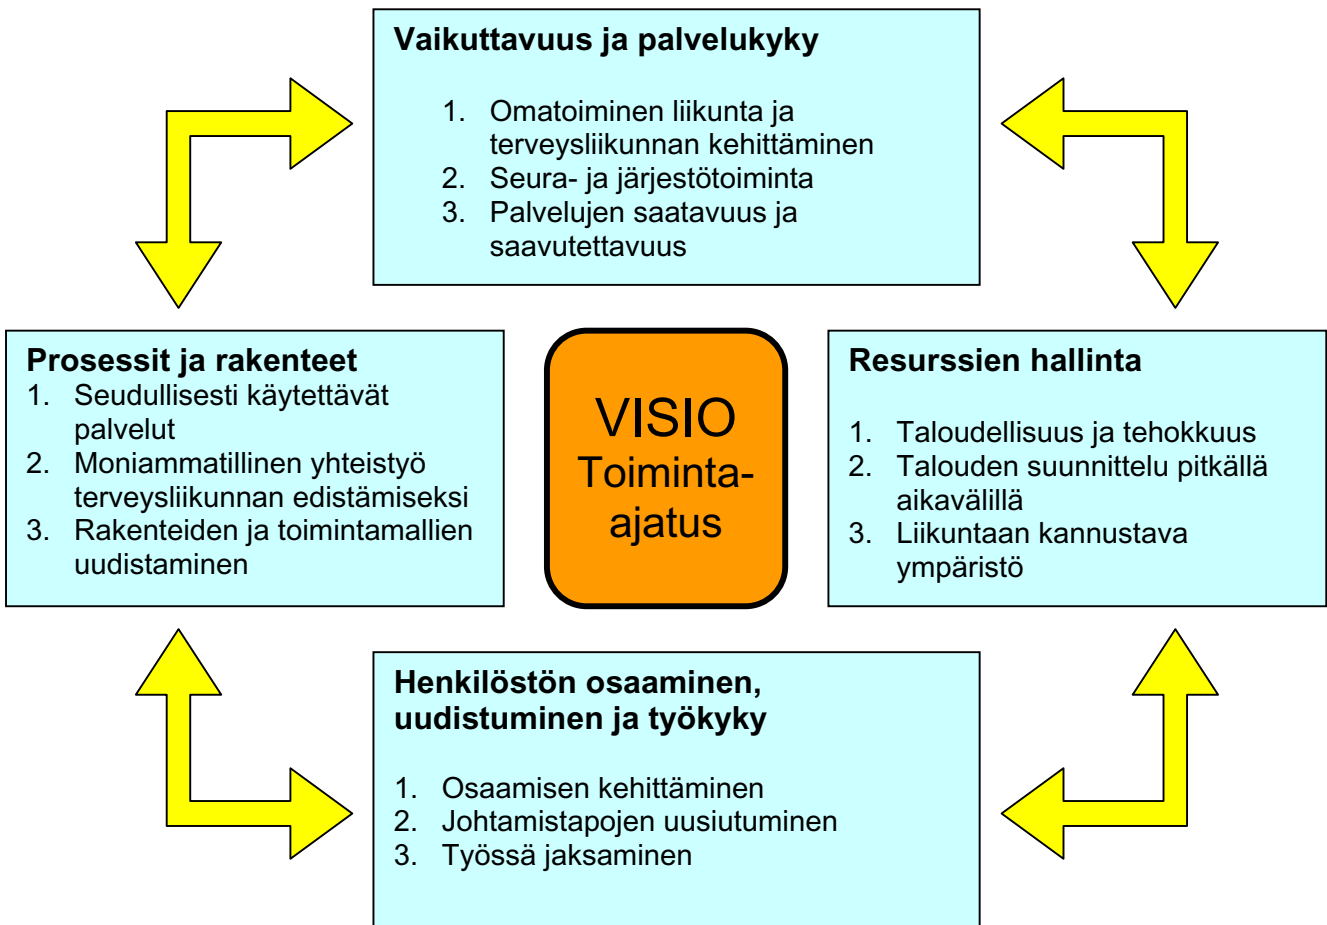 Vaikuttavuus ja palvelukyky
1. Omatoiminen liikunta ja
terveysliikunnan kehittäminen
2. Seura- ja järjestötoiminta
3. Palvelujen saatavuus ja
saavutettavuus
Prosessit ja rakenteet
1. Seudullisesti käytettävät
palvelut
2. Moniammatillinen yhteistyö
terveysliikunnan edistämiseksi
3. Rakenteiden ja toimintamallien
uudistaminen
VISIO
Toiminta-
ajatus
Resurssien hallinta
1. Taloudellisuus ja tehokkuus
2. Talouden suunnittelu pitkällä
aikavälillä
3. Liikuntaan kannustava
ympäristö
Henkilöstön osaaminen,
uudistuminen ja työkyky
1. Osaamisen kehittäminen
2. Johtamistapojen uusiutuminen
3. Työssä jaksaminen